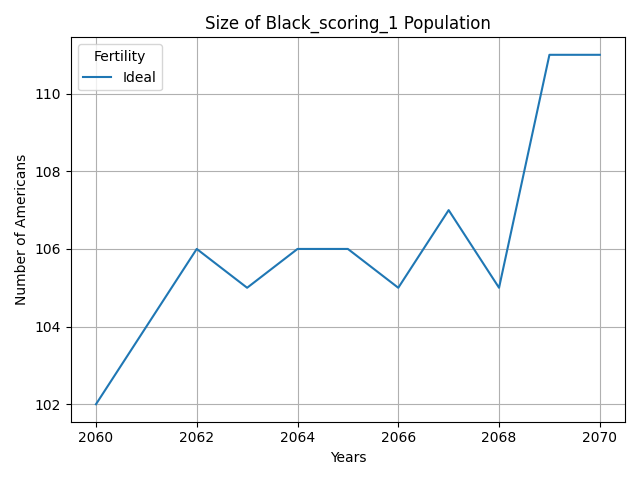 Size of Black_scoring_1 Population
Fertility
Ideal
Number of Americans
110
108
106
104
102
2060 2062 2064 2066 2068 2070
Years